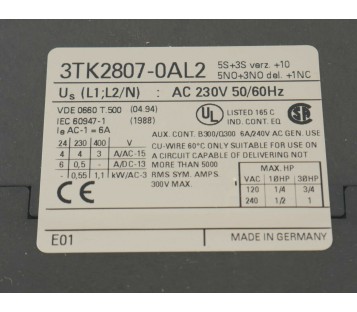 3TK2807-0AL2
5S+3S verz. +10
5NO+3NO del. +1NC
Us (L1;L2/N) : AC 230V 50/60Hz
VDE 0660 T.500 (04.94)
IEC 60947-1 (1988)
Ie AC-1 = 6A
UL LISTED 165 C
IND. CONT. EQ.
24 230 400 V
4 4 3 A/AC-15
6 0,5 - A/DC-13
- 0,55 1,1 kW/AC-3
AUX. CONT. B300/Q300 6A/240V AC GEN. USE
CU-WIRE 60°C ONLY SUITABLE FOR USE ON
A CIRCUIT CAPABLE OF DELIVERING NOT
MORE THAN 5000
RMS SYM. AMPS.
300V MAX.
MAX. HP
VAC 1ØHP 3ØHP
120 1/4 3/4
240 1/2 1
CE
E01
MADE IN GERMANY